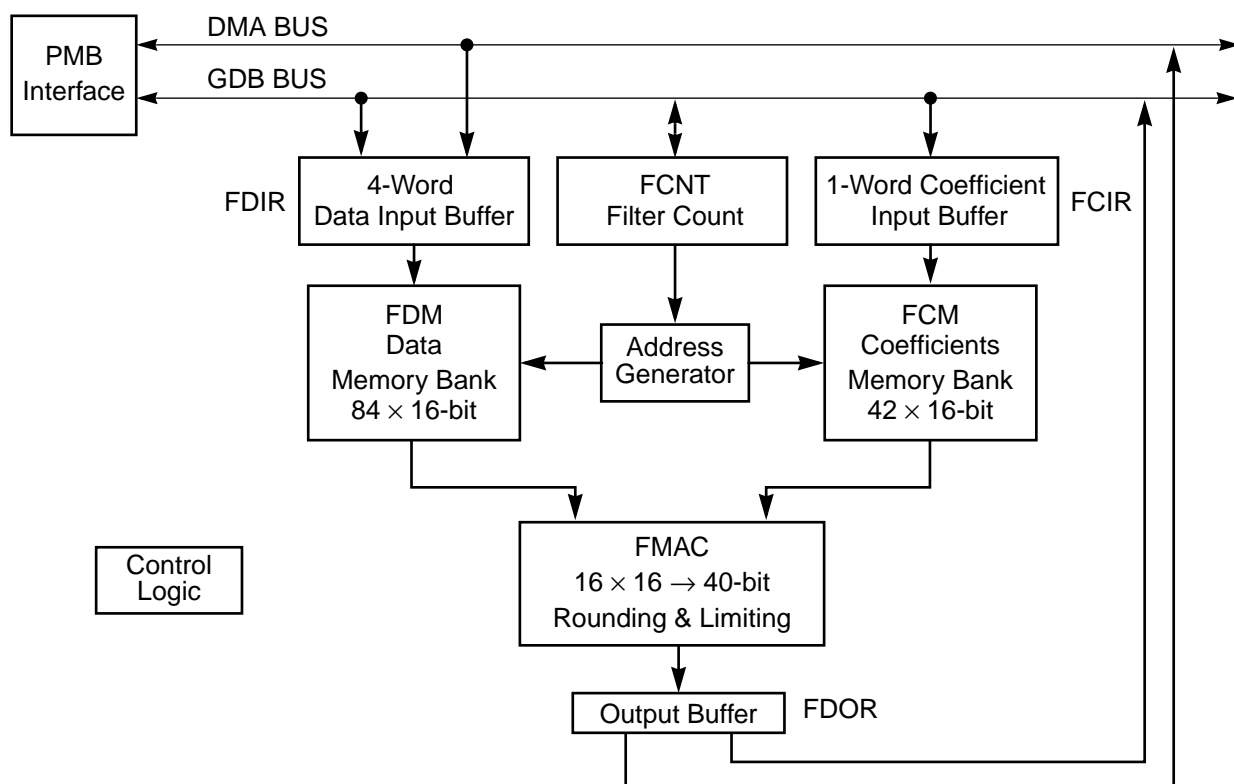 DMA BUS
PMB
Interface
GDB BUS
FDIR
4-Word
Data Input Buffer
FCNT
Filter Count
1-Word Coefficient
Input Buffer
FCIR
FDM
Data
Memory Bank
84 × 16-bit
Address
Generator
FCM
Coefficients
Memory Bank
42 × 16-bit
Control
Logic
FMAC
16 × 16 → 40-bit
Rounding & Limiting
Output Buffer
FDOR